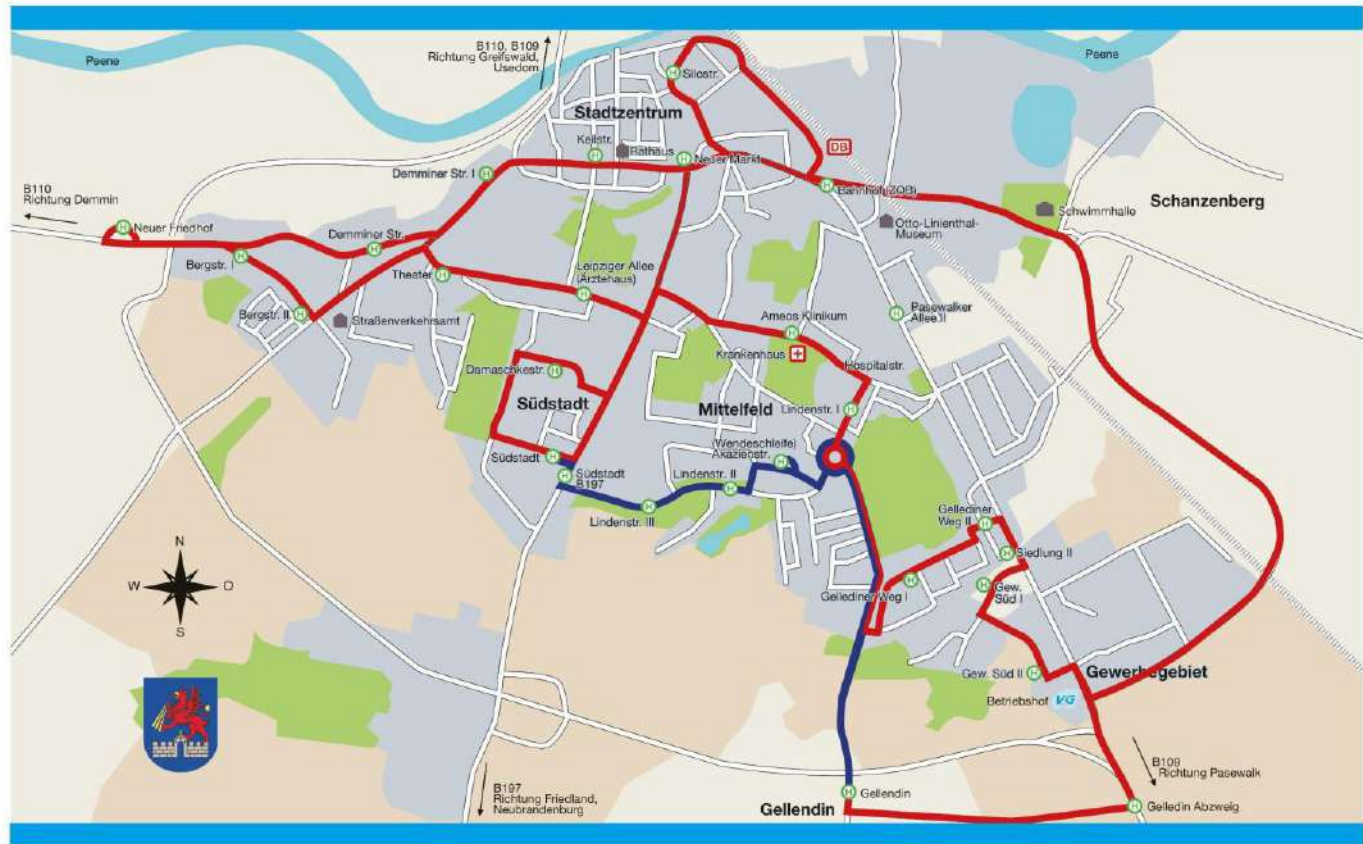 Peene
B110, B109
Richtung Greifswald,
Usedom
Silostr.
Peene
Stadtzentrum
Keilstr.
Rathaus
Neuer Markt
DB
Demminer Str. I
Bahnhof (ZOB)
B110
Richtung Demmin
Neuer Friedhof
Schwimmhalle
Schanzenberg
Otto-Linienthal-
Museum
Demminer Str.
Bergstr. I
Theater
Leipziger Allee
(Ärztehaus)
Bergstr. II
Straßenverkehrsamt
Ameos Klinikum
Pasewalker
Allee II
Krankenhaus
Hospitalstr.
Damaschkestr.
Südstadt
Mittelfeld
Lindenstr. I
(Wendeschleife)
Akazienstr.
Südstadt
Südstadt
B197
Lindenstr. II
Lindenstr. III
Gellediner
Weg II
Siedlung II
Gellediner Weg I
Gew.
Süd I
N
W
O
S
Gew. Süd II
Gewerbegebiet
Betriebshof
VG
B109
Richtung Pasewalk
B197
Richtung Friedland,
Neubrandenburg
Gellendin
Gellendin
Gelledin Abzweig